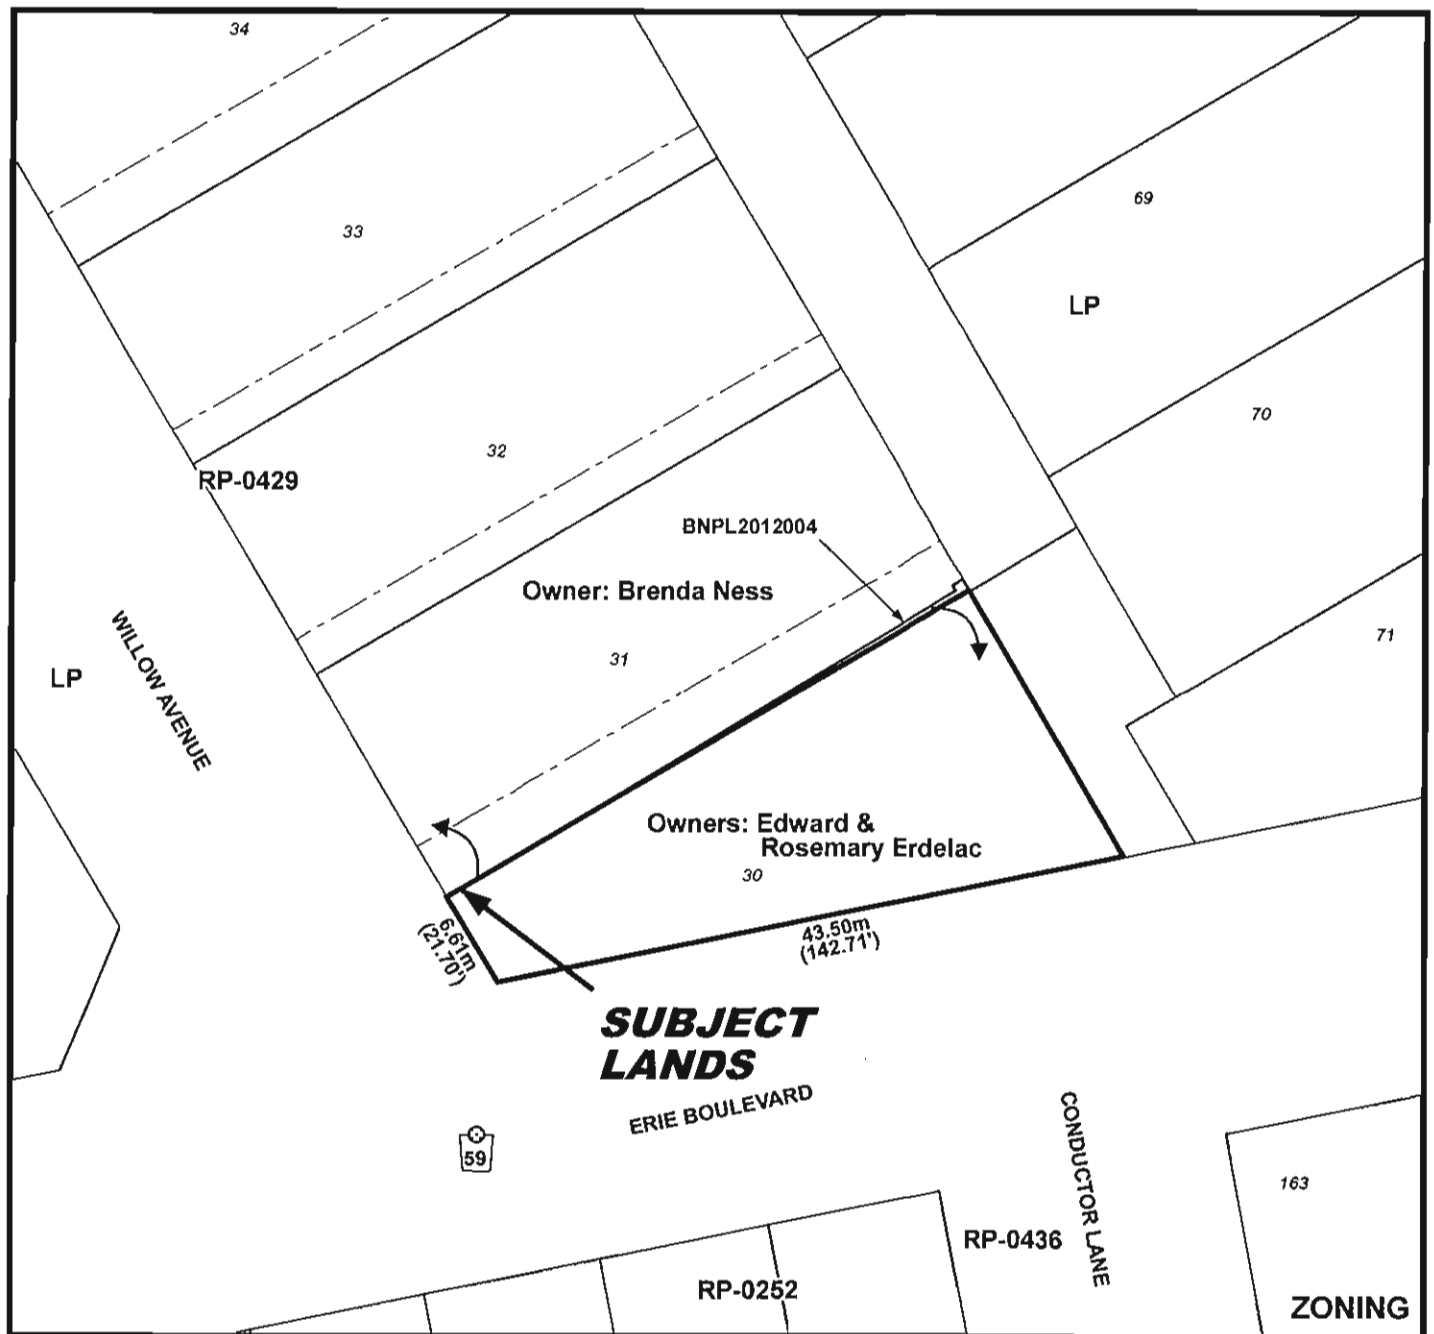 34
33
69
LP
70
32
RP-0429
BNPL2012004
Owner: Brenda Ness
WILLOW AVENUE
71
31
LP
Owners: Edward &
Rosemary Erdelac
30
6.61m
(21.70')
43.50m
(142.71')
SUBJECT
LANDS
ERIE BOULEVARD
CONDUCTOR LANE
59
163
RP-0436
RP-0252
ZONING